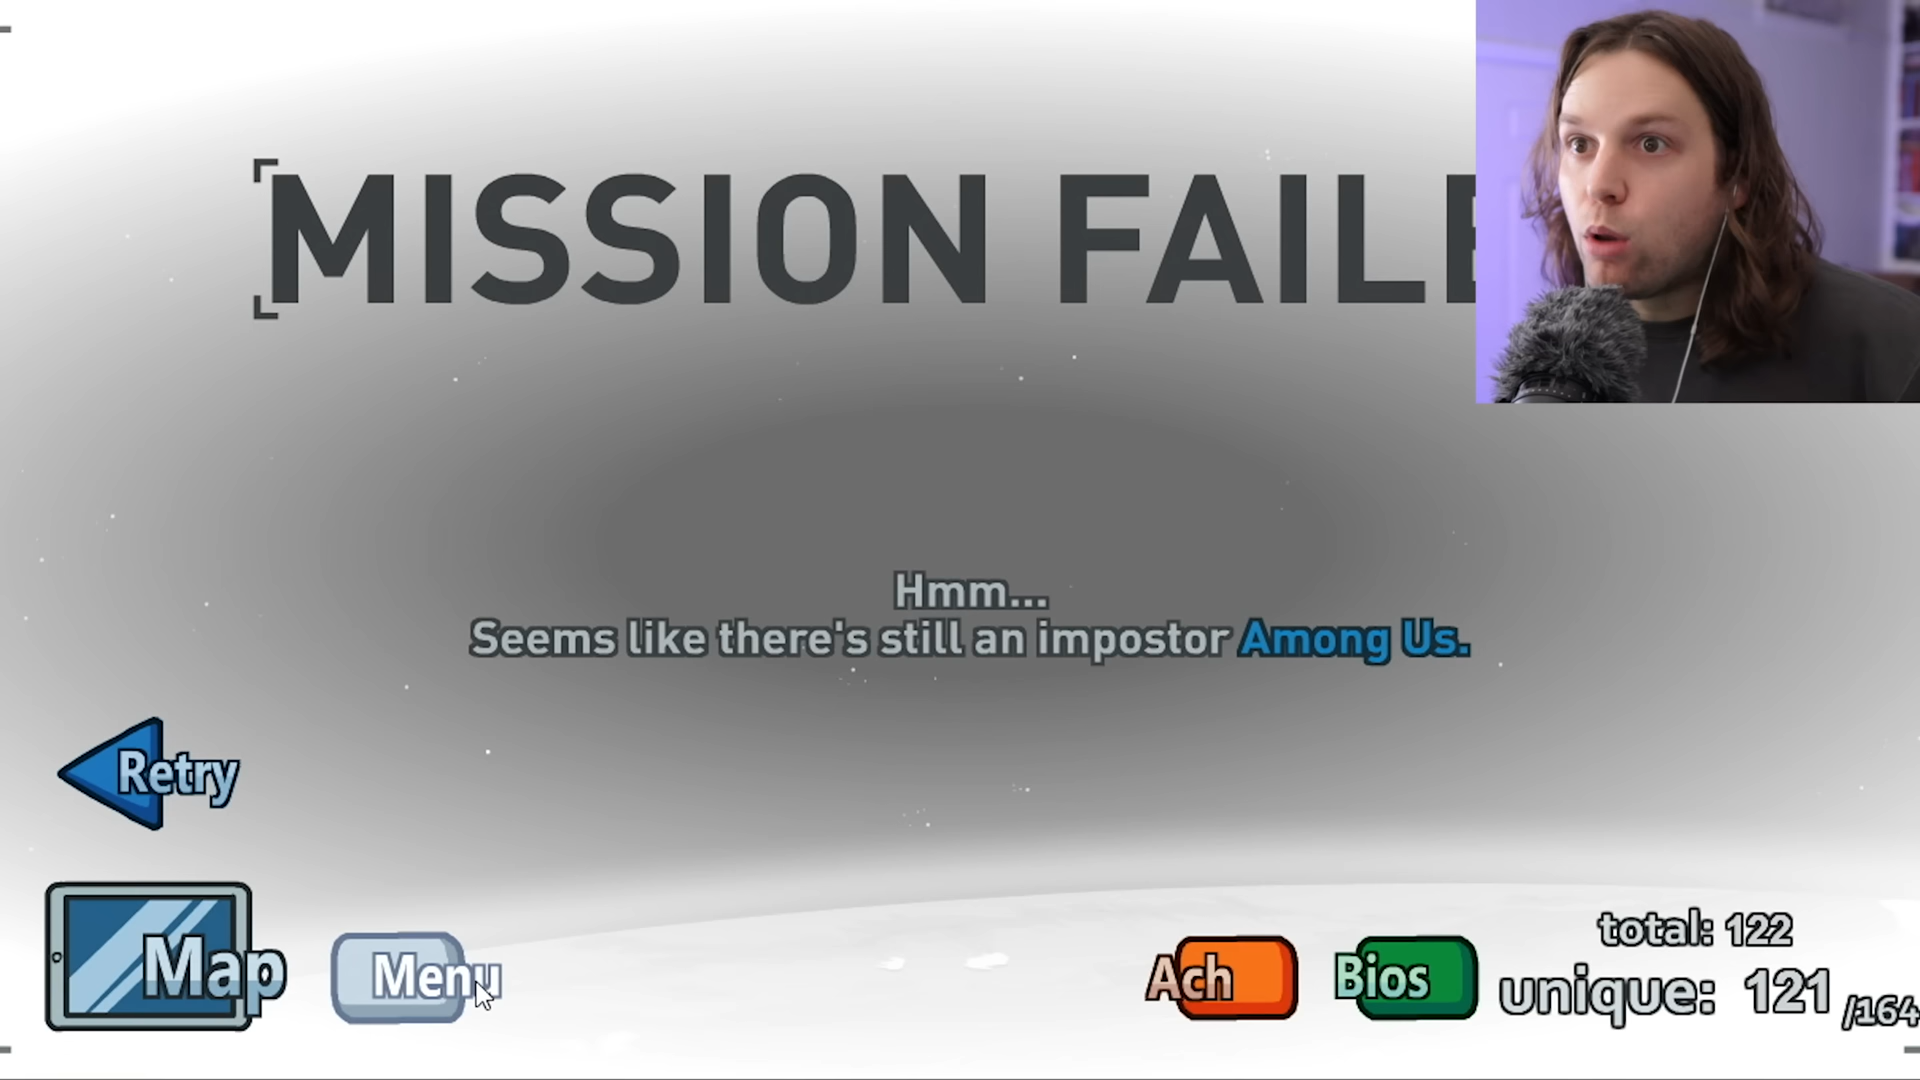 MISSION FAILE
Hmm...
Seems like there's still an impostor Among Us.
Retry
Map
Menu
Ach
Bios
total: 122
unique: 121 /164